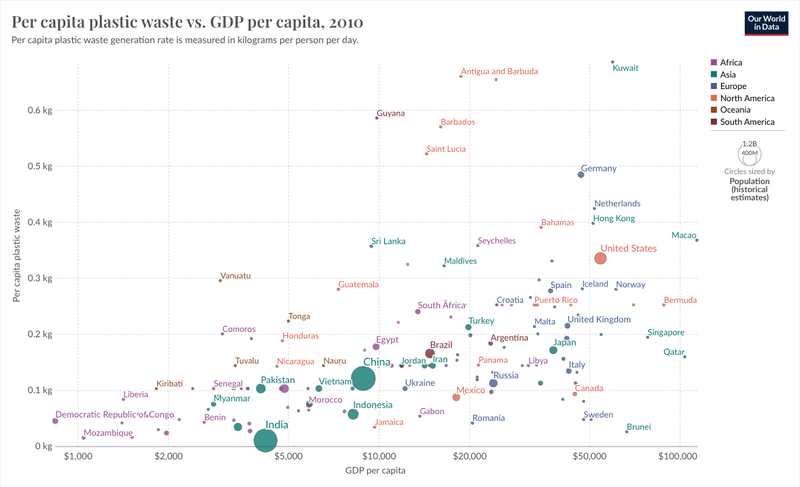 Per capita plastic waste vs. GDP per capita, 2010
Per capita plastic waste generation rate is measured in kilograms per person per day.
Our World
in Data
Africa
Asia
Europe
North America
Oceania
South America
1.2B
400M
Circles sized by
Population
(historical
estimates)
Per capita plastic waste
0.6 kg
0.5 kg
0.4 kg
0.3 kg
0.2 kg
0.1 kg
0 kg
Kuwait
Antigua and Barbuda
Guyana
Barbados
Saint Lucia
Germany
Netherlands
Hong Kong
Bahamas
Macao
Sri Lanka
Seychelles
United States
Maldives
Vanuatu
Guatemala
Spain
Iceland
Norway
Croatia
Puerto Rico
Bermuda
South Africa
Tonga
Turkey
Malta
United Kingdom
Comoros
Honduras
Egypt
Brazil
Argentina
Japan
Singapore
Qatar
Tuvalu
Nicaragua
Nauru
China
Jordan
Iran
Panama
Libya
Italy
Kiribati
Senegal
Pakistan
Vietnam
Ukraine
Russia
Mexico
Canada
Liberia
Myanmar
Morocco
Indonesia
Gabon
Democratic Republic of Congo
Benin
Jamaica
Romania
Sweden
Mozambique
India
Brunei
$1,000
$2,000
$5,000
$10,000
$20,000
$50,000
$100,000
GDP per capita